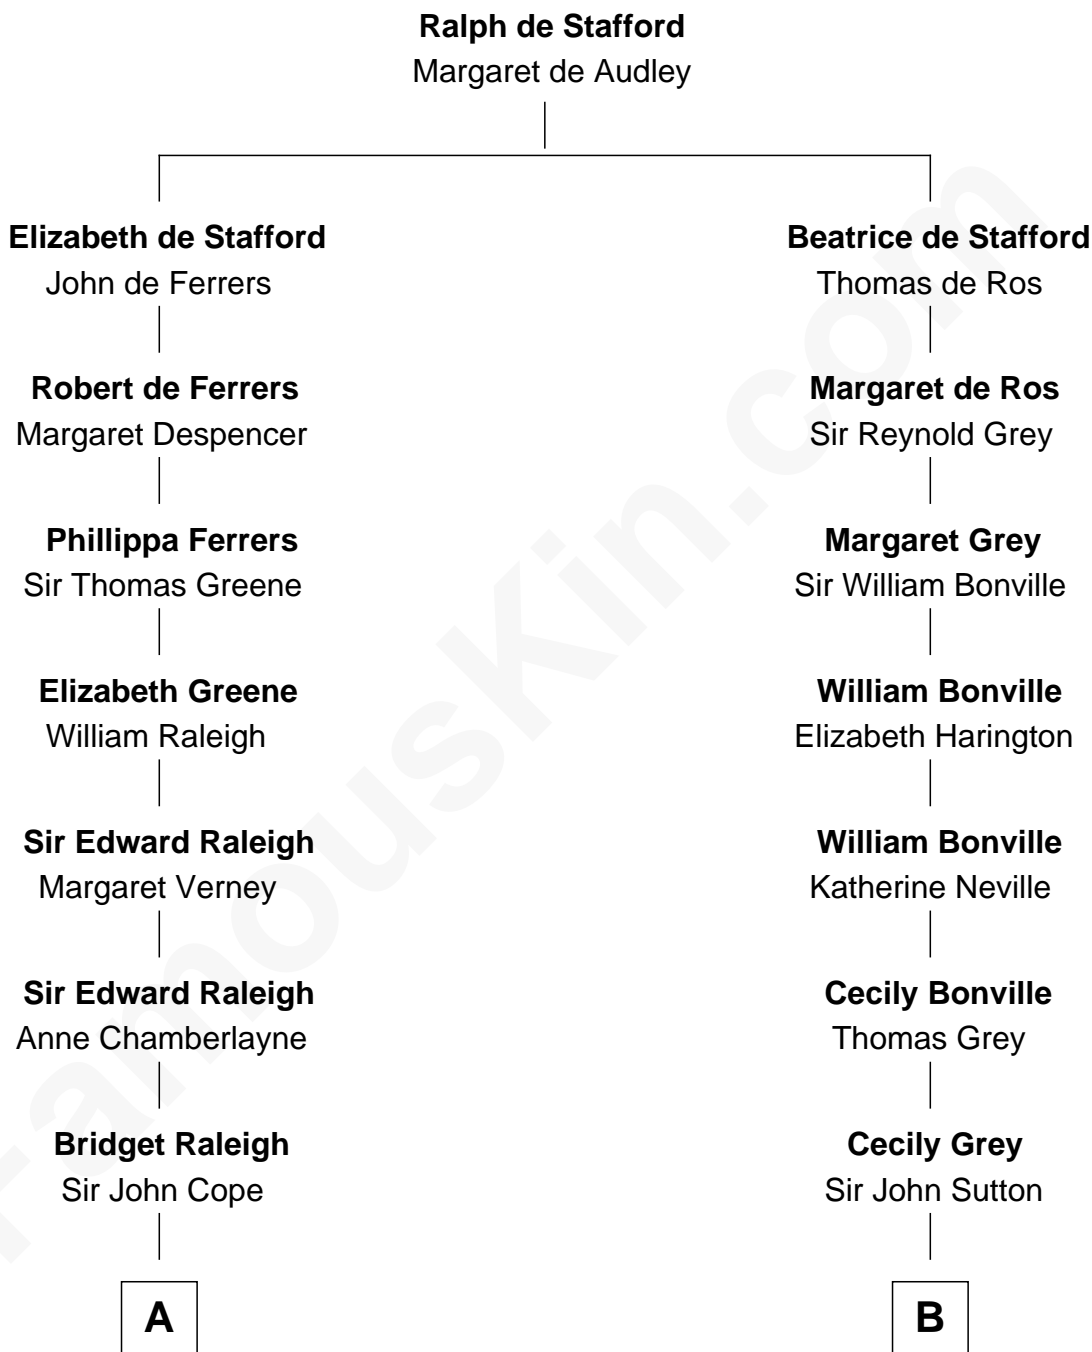 Ralph de Stafford
Margaret de Audley
Elizabeth de Stafford
John de Ferrers
Robert de Ferrers
Margaret Despencer
Phillippa Ferrers
Sir Thomas Greene
Elizabeth Greene
William Raleigh
Sir Edward Raleigh
Margaret Verney
Sir Edward Raleigh
Anne Chamberlayne
Bridget Raleigh
Sir John Cope
A
Beatrice de Stafford
Thomas de Ros
Margaret de Ros
Sir Reynold Grey
Margaret Grey
Sir William Bonville
William Bonville
Elizabeth Harington
William Bonville
Katherine Neville
Cecily Bonville
Thomas Grey
Cecily Grey
Sir John Sutton
B
FamousKin.com